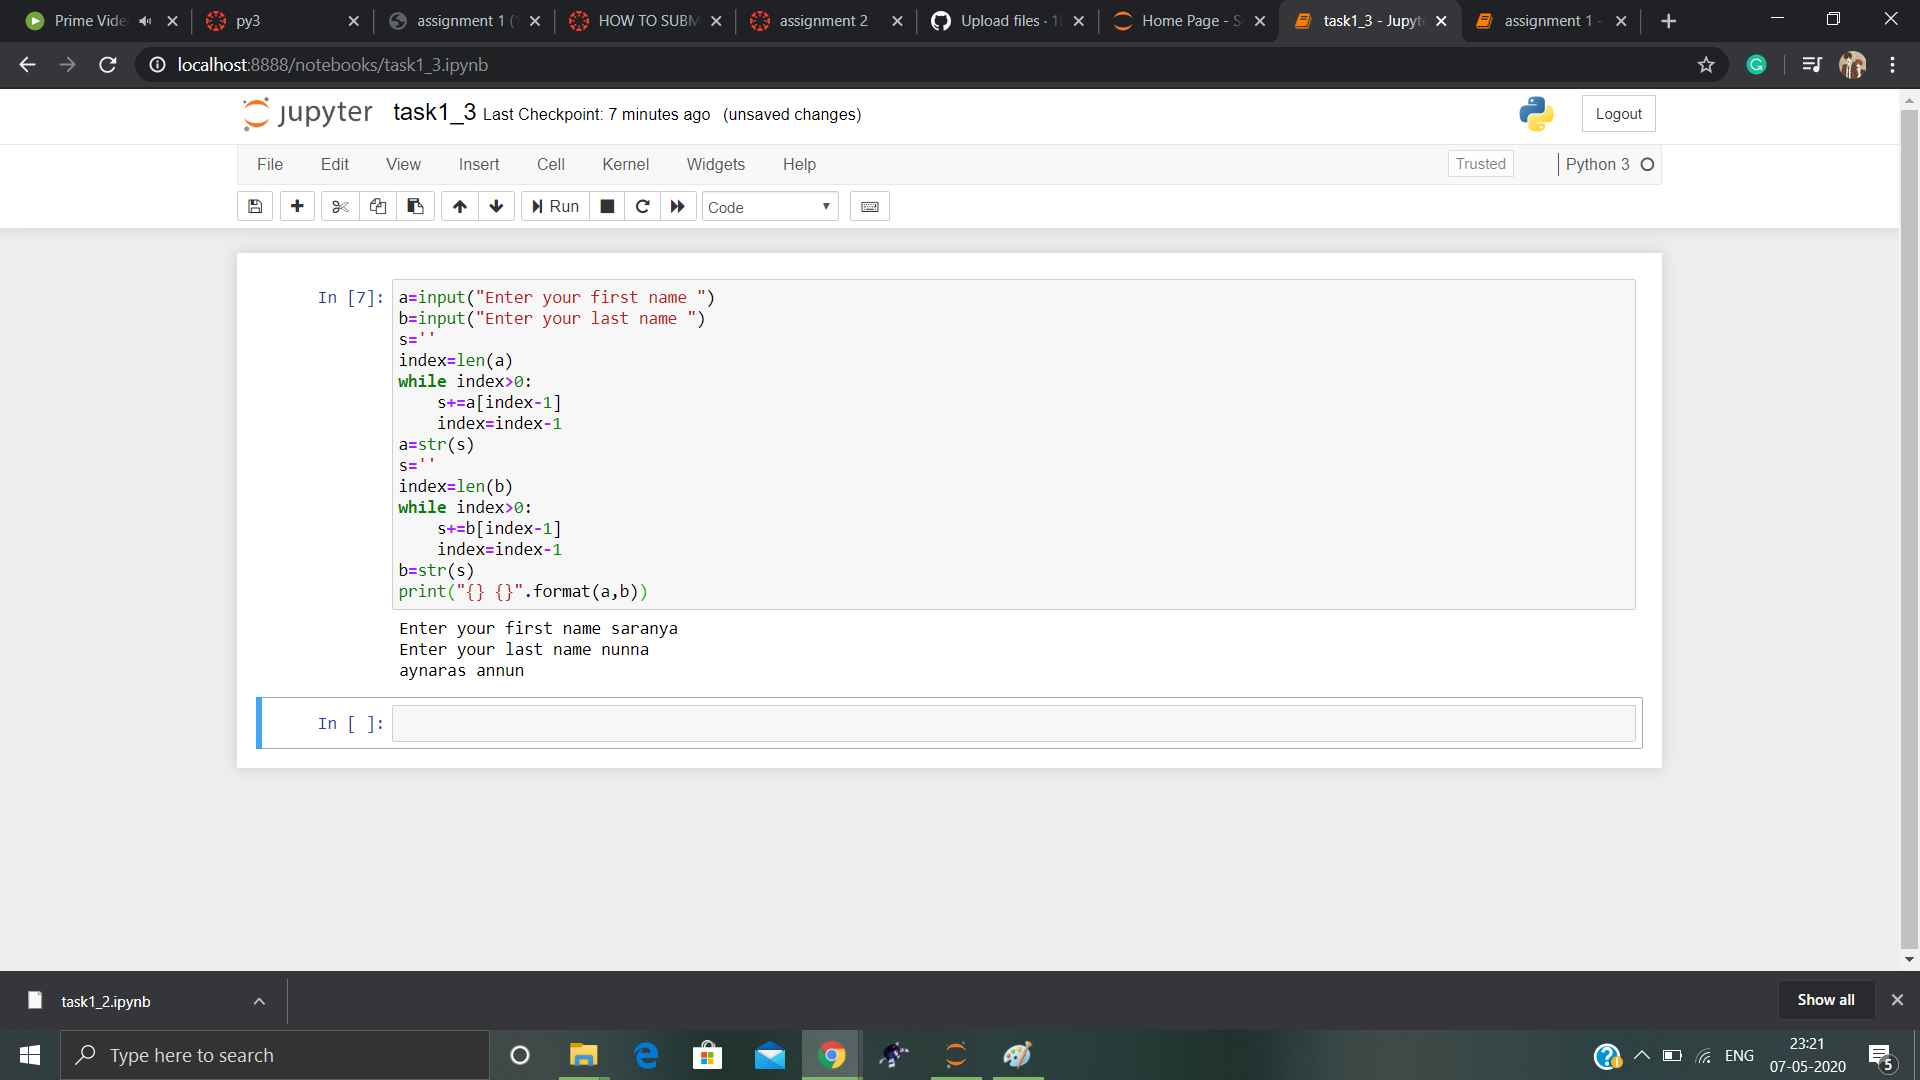 Prime Vide
py3
assignment 1 (
HOW TO SUBM
assignment 2
Upload files · 18
Home Page - S
task1_3 - Jupyt
assignment 1 -
localhost:8888/notebooks/task1_3.ipynb
jupyter task1_3 Last Checkpoint: 7 minutes ago (unsaved changes)
Logout
File Edit View Insert Cell Kernel Widgets Help
Trusted
Python 3
Run
Code
In [7]:
a=input("Enter your first name ")
b=input("Enter your last name ")
s=''
index=len(a)
while index>0:
    s+=a[index-1]
    index=index-1
a=str(s)
s=''
index=len(b)
while index>0:
    s+=b[index-1]
    index=index-1
b=str(s)
print("{} {}".format(a,b))
Enter your first name saranya
Enter your last name nunna
aynaras annun
In [ ]:
task1_2.ipynb
Show all
Type here to search
ENG
23:21
07-05-2020
5